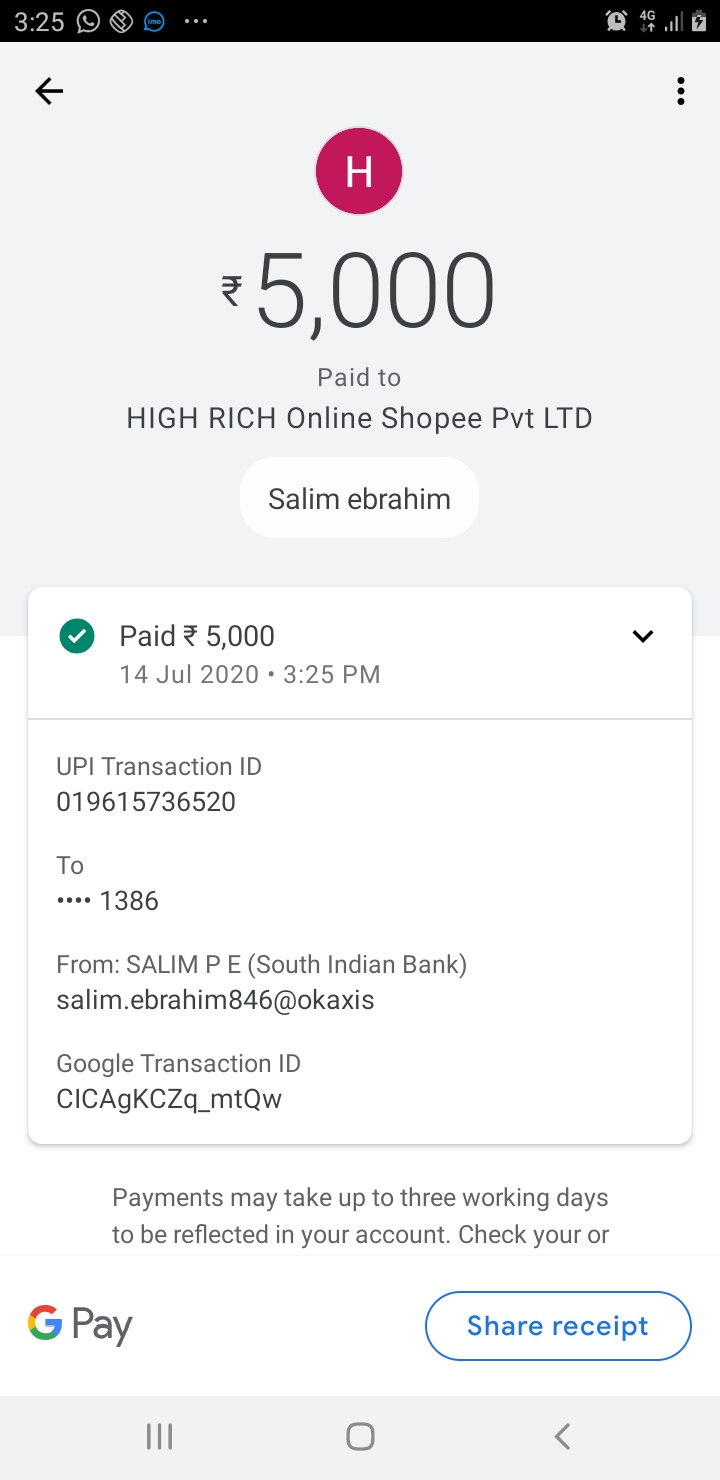 3:25
imo
4G
H
₹5,000
Paid to
HIGH RICH Online Shopee Pvt LTD
Salim ebrahim
Paid ₹ 5,000
14 Jul 2020 • 3:25 PM
UPI Transaction ID
019615736520
To
•••• 1386
From: SALIM P E (South Indian Bank)
salim.ebrahim846@okaxis
Google Transaction ID
CICAgKCZq_mtQw
Payments may take up to three working days
to be reflected in your account. Check your or
G Pay
Share receipt